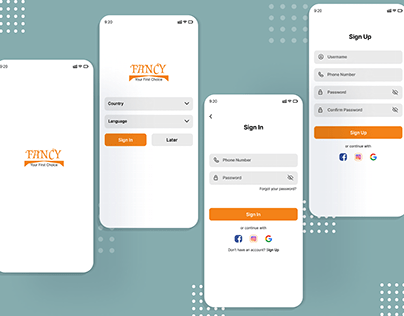 9:20
FANCY
Your First Choice
9:20
FANCY
Your First Choice
Country
Language
Sign In
Later
9:20
Sign In
Phone Number
Password
Forgot your password?
Sign In
or continue with
Don't have an account? Sign Up
9:20
Sign Up
Username
Phone Number
Password
Confirm Password
Sign Up
or continue with